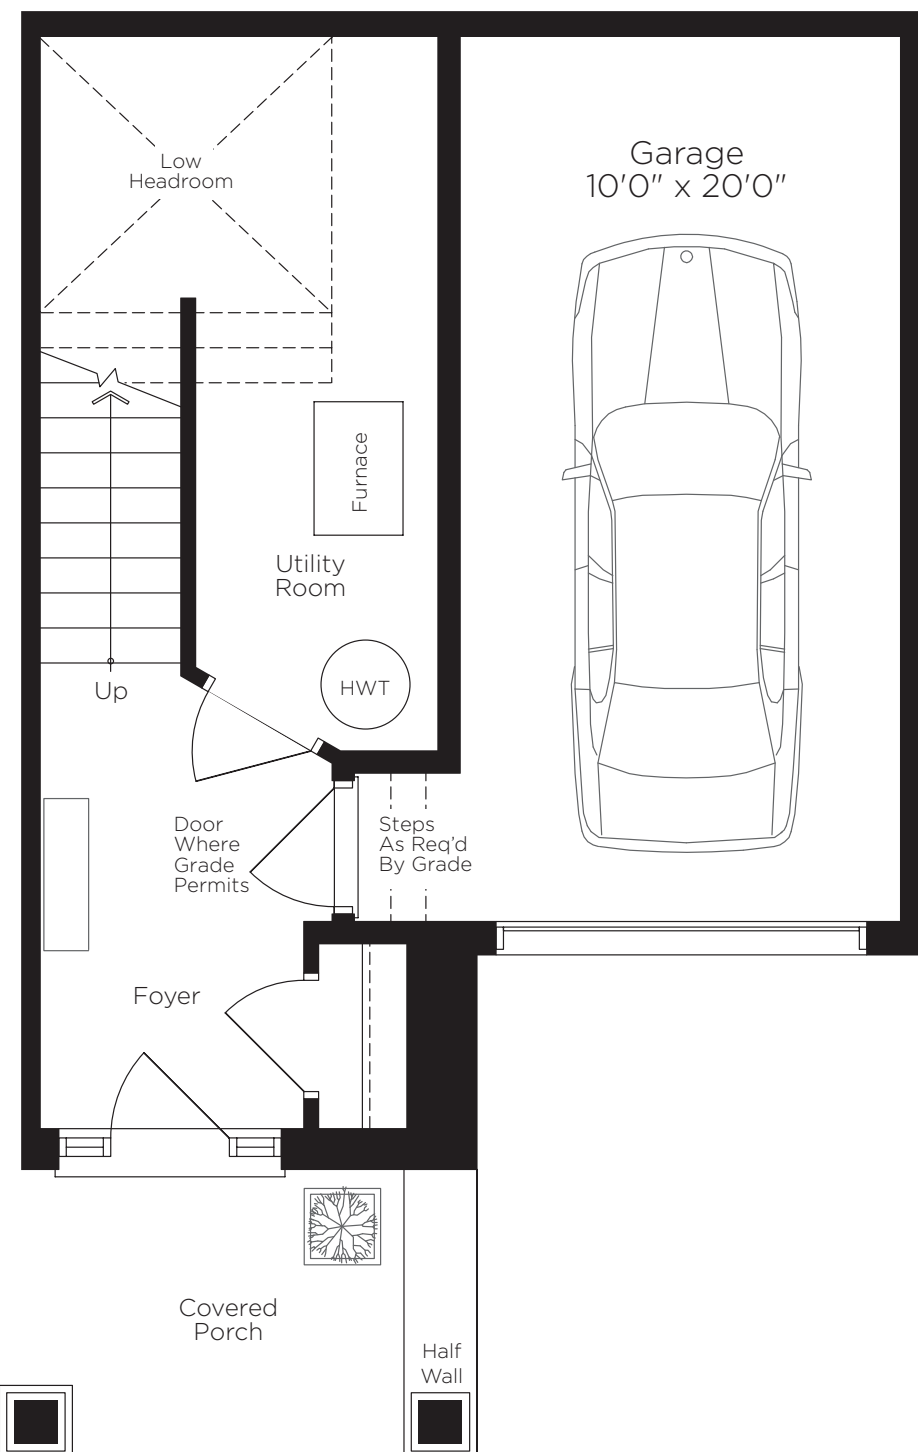 Garage
10'0" x 20'0"
Low
Headroom
Furnace
Utility
Room
HWT
Up
Door
Where
Grade
Permits
Steps
As Req'd
By Grade
Foyer
Covered
Porch
Half
Wall